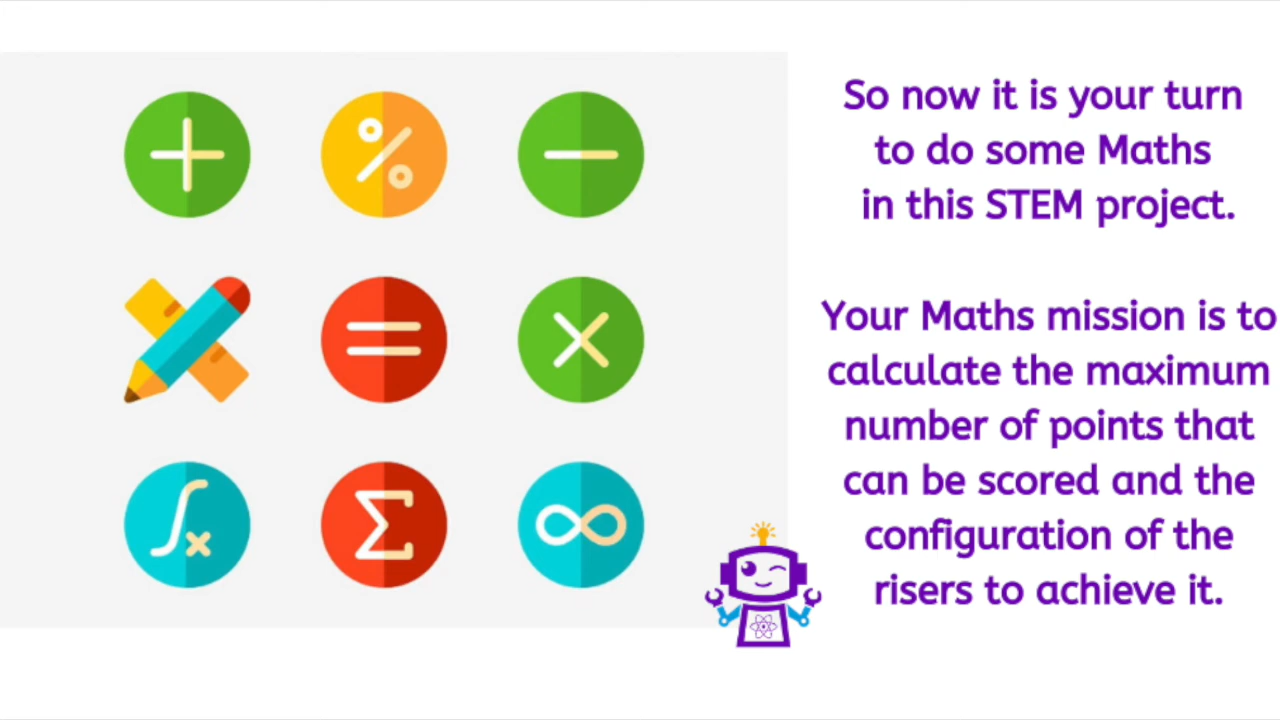 So now it is your turn
to do some Maths
in this STEM project.
Your Maths mission is to
calculate the maximum
number of points that
can be scored and the
configuration of the
risers to achieve it.